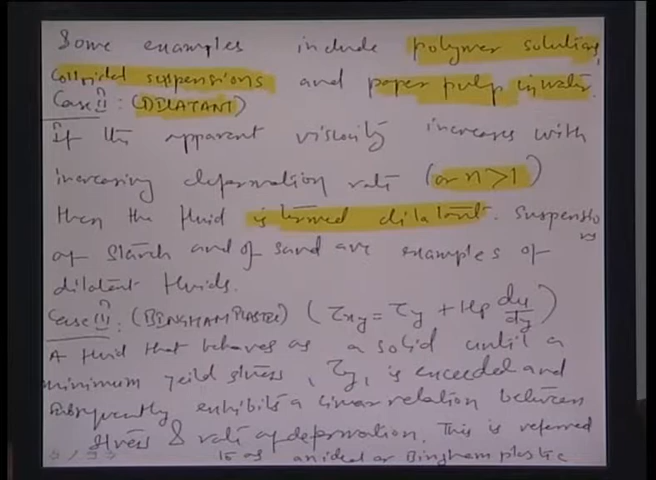 Some examples include polymer solutions,
Colloidal suspensions and paper pulp in water.
Case II : (DILATANT)
If the apparent viscosity increases with
increasing deformation rate (or n>1)
then the fluid is termed dilatant. Suspensions
of Starch and of sand are examples of
dilatant fluids.
Case III : (BINGHAM PLASTIC) (τxy = τy + μp du/dy)
A fluid that behaves as a solid until a
minimum yeild stress, τy, is exceeded and
subsequently exhibits a linear relation between
stress & rate of deformation. This is referred
to as an ideal or Bingham plastic